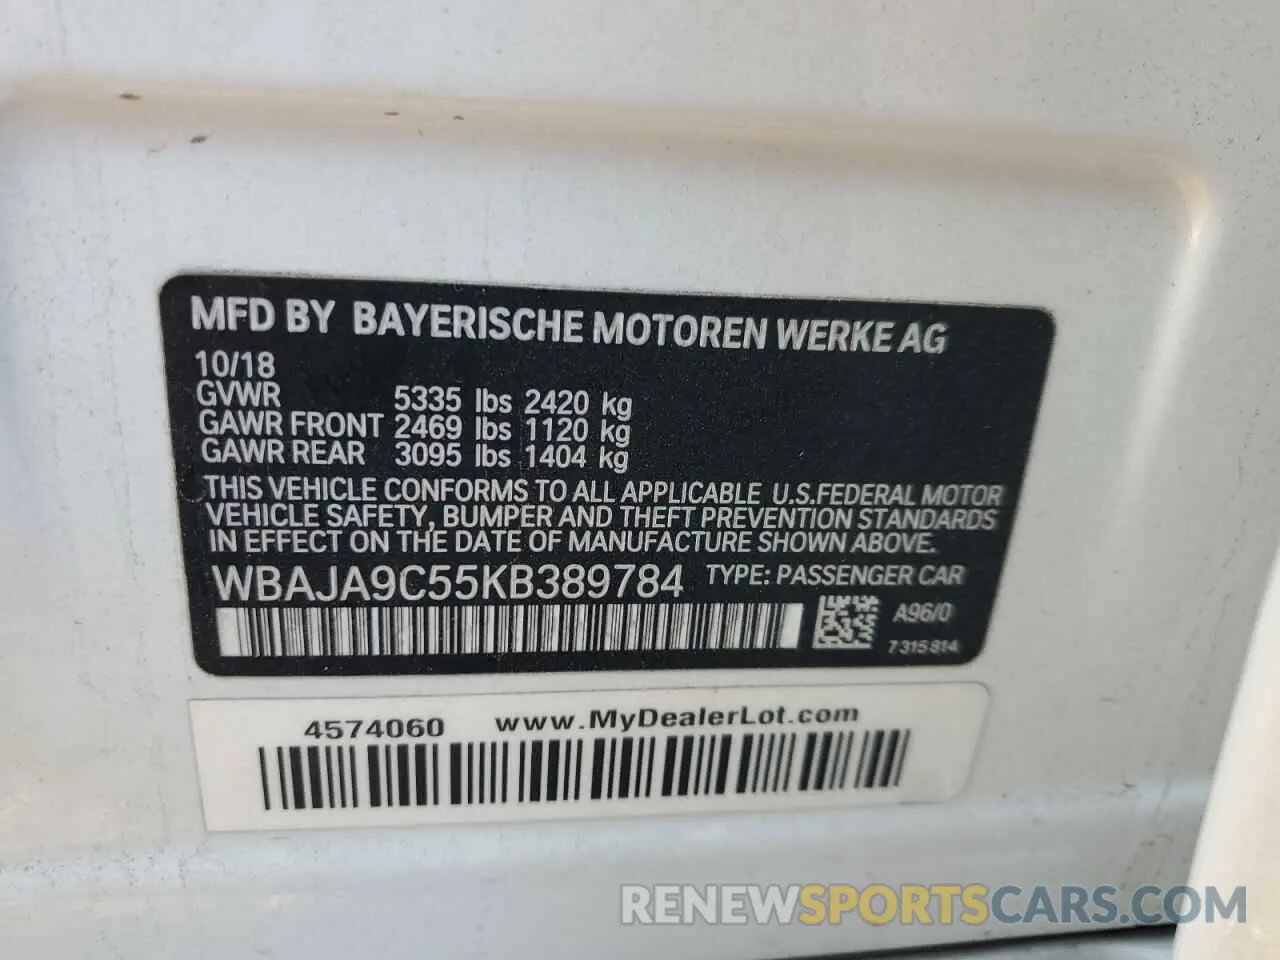 MFD BY BAYERISCHE MOTOREN WERKE AG
10/18
GVWR 5335 lbs 2420 kg
GAWR FRONT 2469 lbs 1120 kg
GAWR REAR 3095 lbs 1404 kg
THIS VEHICLE CONFORMS TO ALL APPLICABLE U.S.FEDERAL MOTOR
VEHICLE SAFETY, BUMPER AND THEFT PREVENTION STANDARDS
IN EFFECT ON THE DATE OF MANUFACTURE SHOWN ABOVE.
WBAJA9C55KB389784 TYPE: PASSENGER CAR
A96/0
7315814
4574060 www.MyDealerLot.com
RENEWSPORTSCARS.COM